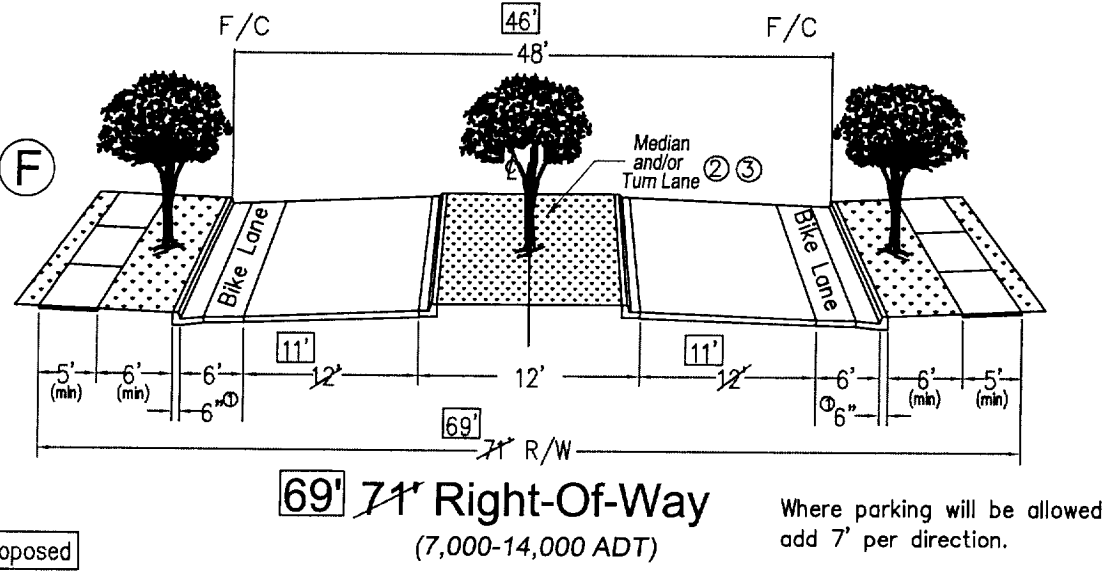 F/C
46'
F/C
48'
F
Median
and/or
Turn Lane ② ③
℄
Bike Lane
Bike Lane
11'
11'
5'
(min)
6'
(min)
6'
12'
12'
12'
6'
6'
(min)
5'
(min)
6"①
①6"
69'
71' R/W
69' 71' Right-Of-Way
(7,000-14,000 ADT)
Where parking will be allowed
add 7' per direction.
oposed